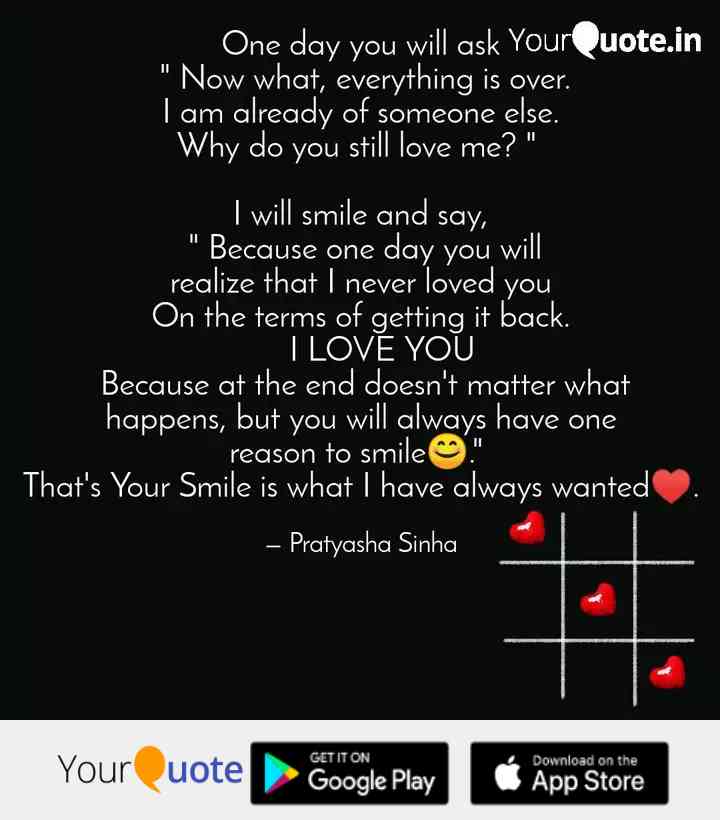 One day you will ask YourQuote.in
" Now what, everything is over.
I am already of someone else.
Why do you still love me? "
I will smile and say,
" Because one day you will
realize that I never loved you
On the terms of getting it back.
I LOVE YOU
Because at the end doesn't matter what
happens, but you will always have one
reason to smile😊."
That's Your Smile is what I have always wanted♥️.
– Pratyasha Sinha
YourQuote
GET IT ON
Google Play
Download on the
App Store